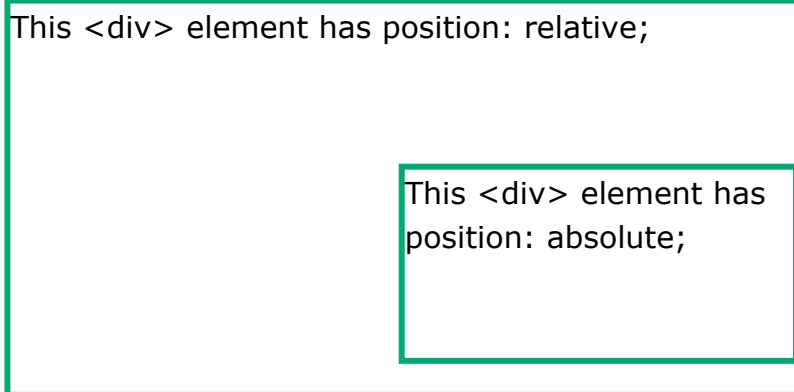 This <div> element has position: relative;
This <div> element has
position: absolute;